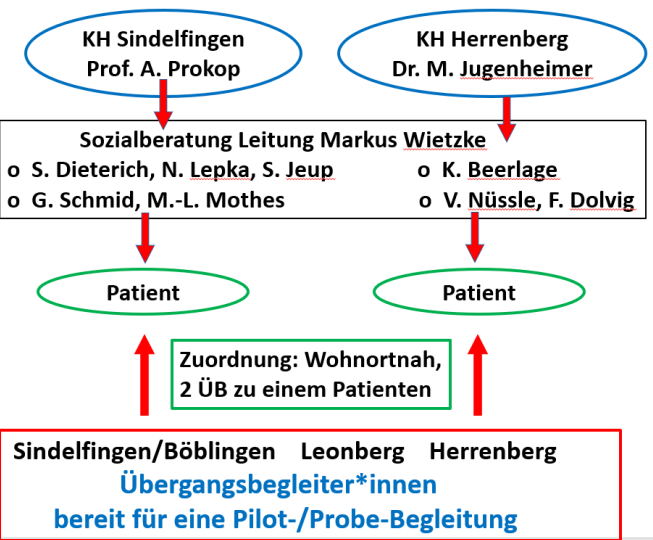 KH Sindelfingen
Prof. A. Prokop
KH Herrenberg
Dr. M. Jugenheimer
Sozialberatung Leitung Markus Wietzke
o S. Dieterich, N. Lepka, S. Jeup
o K. Beerlage
o G. Schmid, M.-L. Mothes
o V. Nüssle, F. Dolvig
Patient
Patient
Zuordnung: Wohnortnah,
2 ÜB zu einem Patienten
Sindelfingen/Böblingen Leonberg Herrenberg
Übergangsbegleiter*innen
bereit für eine Pilot-/Probe-Begleitung